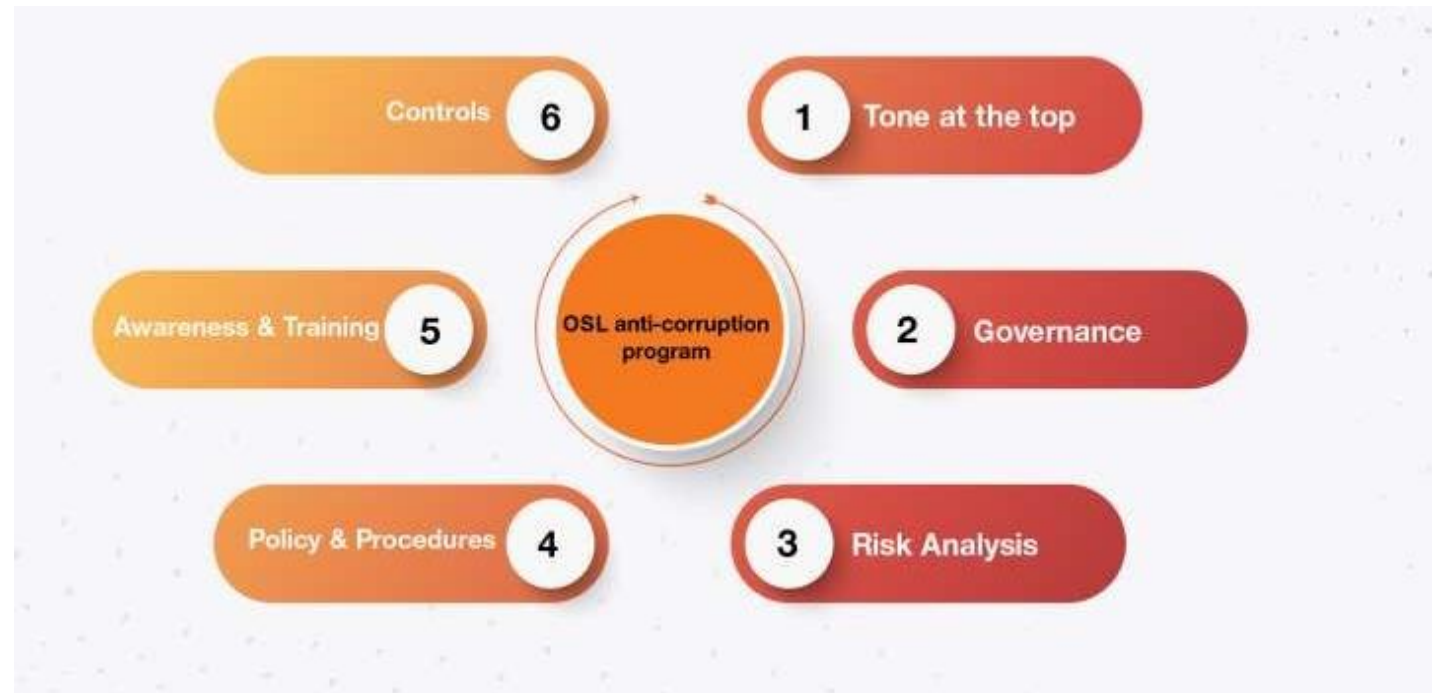 Controls
6
1
Tone at the top
Awareness & Training
5
OSL anti-corruption
program
2
Governance
Policy & Procedures
4
3
Risk Analysis